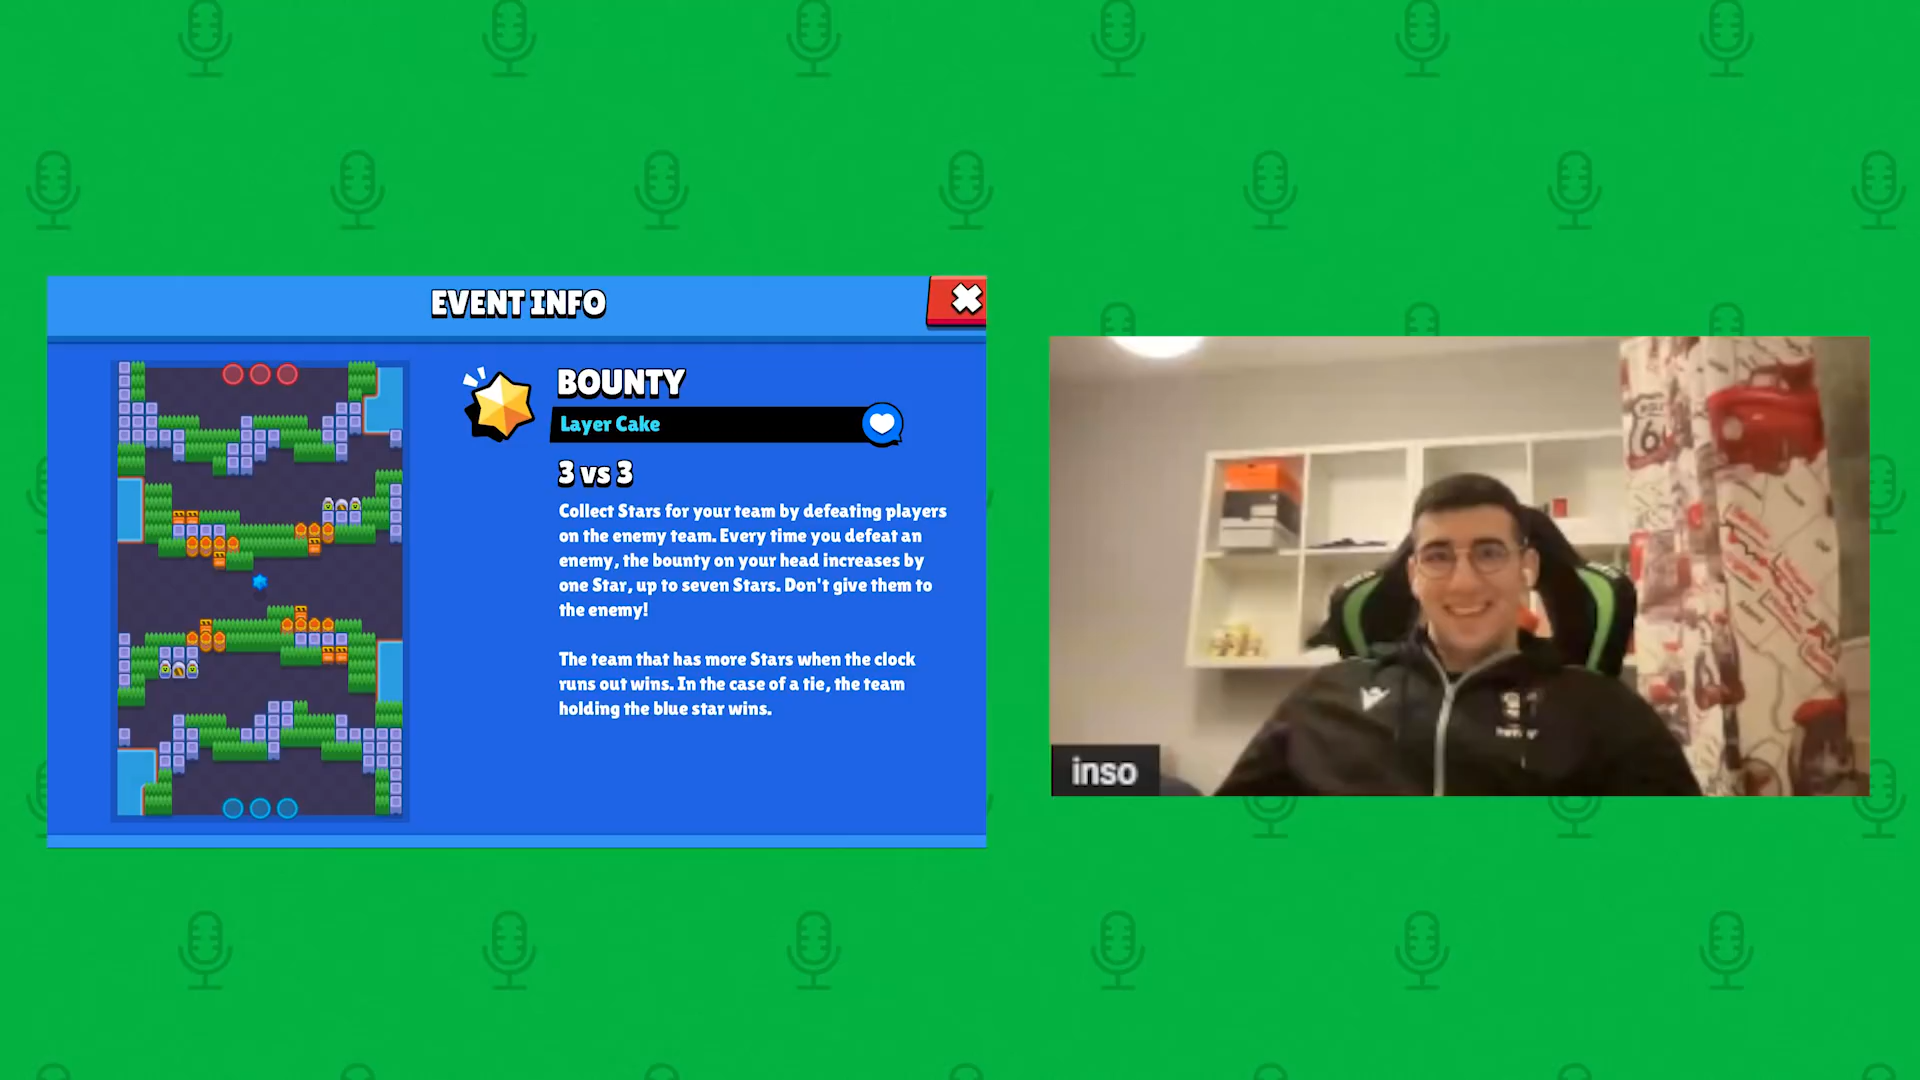 EVENT INFO
BOUNTY
Layer Cake
3 vs 3
Collect Stars for your team by defeating players
on the enemy team. Every time you defeat an
enemy, the bounty on your head increases by
one Star, up to seven Stars. Don't give them to
the enemy!
The team that has more Stars when the clock
runs out wins. In the case of a tie, the team
holding the blue star wins.
inso